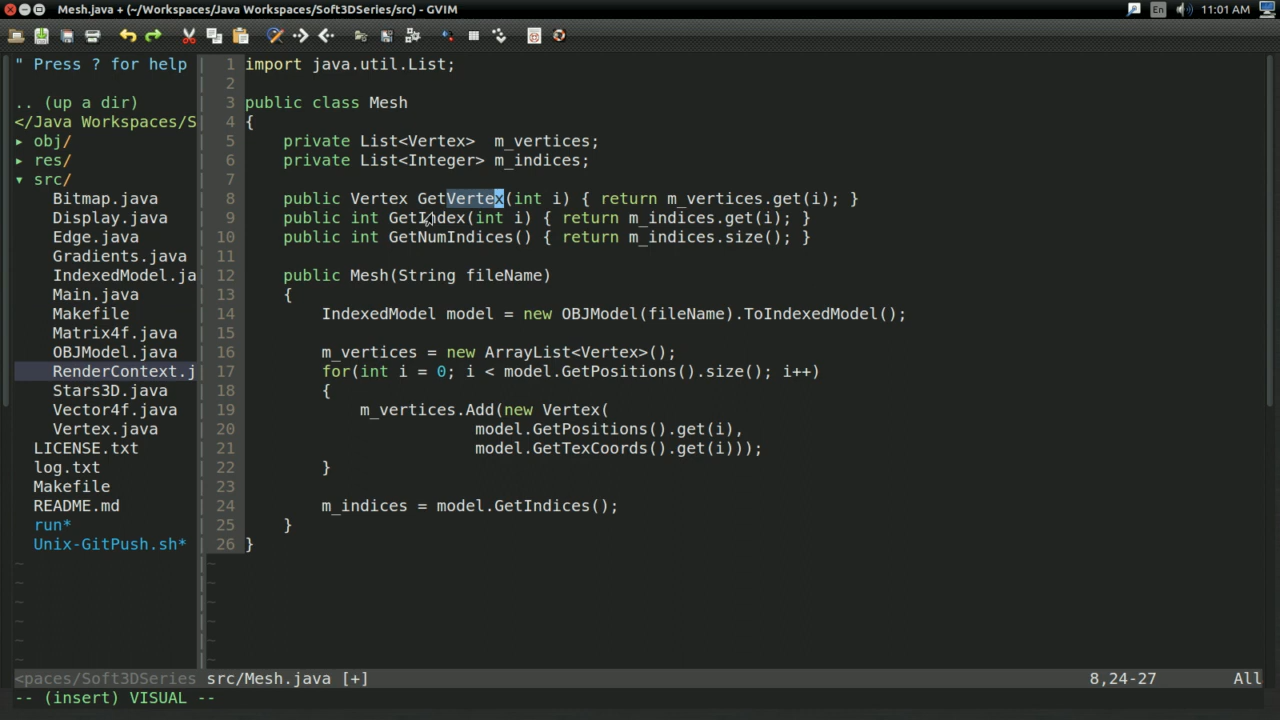 Mesh.java + (~/Workspaces/Java Workspaces/Soft3DSeries/src) - GVIM
En 11:01 AM
" Press ? for help
.. (up a dir)
</Java Workspaces/S
▸ obj/
▸ res/
▾ src/
Bitmap.java
Display.java
Edge.java
Gradients.java
IndexedModel.ja
Main.java
Makefile
Matrix4f.java
OBJModel.java
RenderContext.j
Stars3D.java
Vector4f.java
Vertex.java
LICENSE.txt
log.txt
Makefile
README.md
run*
Unix-GitPush.sh*
~
~
~
~
~
~
1 import java.util.List;
2
3 public class Mesh
4 {
5 private List<Vertex>  m_vertices;
6 private List<Integer> m_indices;
7
8 public Vertex GetVertex(int i) { return m_vertices.get(i); }
9 public int GetIndex(int i) { return m_indices.get(i); }
10 public int GetNumIndices() { return m_indices.size(); }
11
12 public Mesh(String fileName)
13 {
14 IndexedModel model = new OBJModel(fileName).ToIndexedModel();
15
16 m_vertices = new ArrayList<Vertex>();
17 for(int i = 0; i < model.GetPositions().size(); i++)
18 {
19 m_vertices.Add(new Vertex(
20 model.GetPositions().get(i),
21 model.GetTexCoords().get(i)));
22 }
23
24 m_indices = model.GetIndices();
25 }
26 }
~
~
~
~
~
~
<paces/Soft3DSeries src/Mesh.java [+] 8,24-27 All
-- (insert) VISUAL --